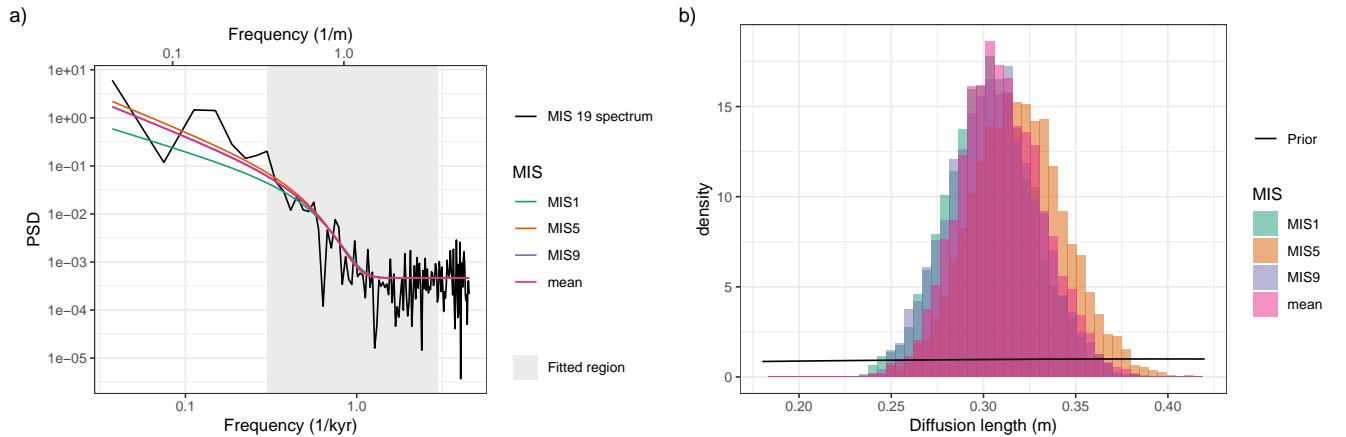 a)
Frequency (1/m)
0.1
1.0
1e+01
1e+00
1e−01
1e−02
1e−03
1e−04
1e−05
PSD
0.1
1.0
Frequency (1/kyr)
MIS 19 spectrum
MIS
MIS1
MIS5
MIS9
mean
Fitted region
b)
15
10
5
0
density
0.20
0.25
0.30
0.35
0.40
Diffusion length (m)
Prior
MIS
MIS1
MIS5
MIS9
mean